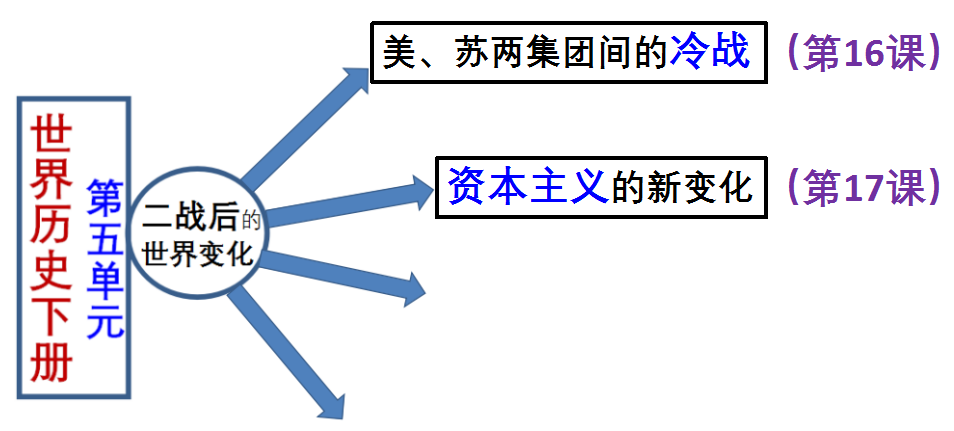 世界历史下册
第五单元
二战后的
世界变化
美、苏两集团间的冷战（第16课）
资本主义的新变化（第17课）